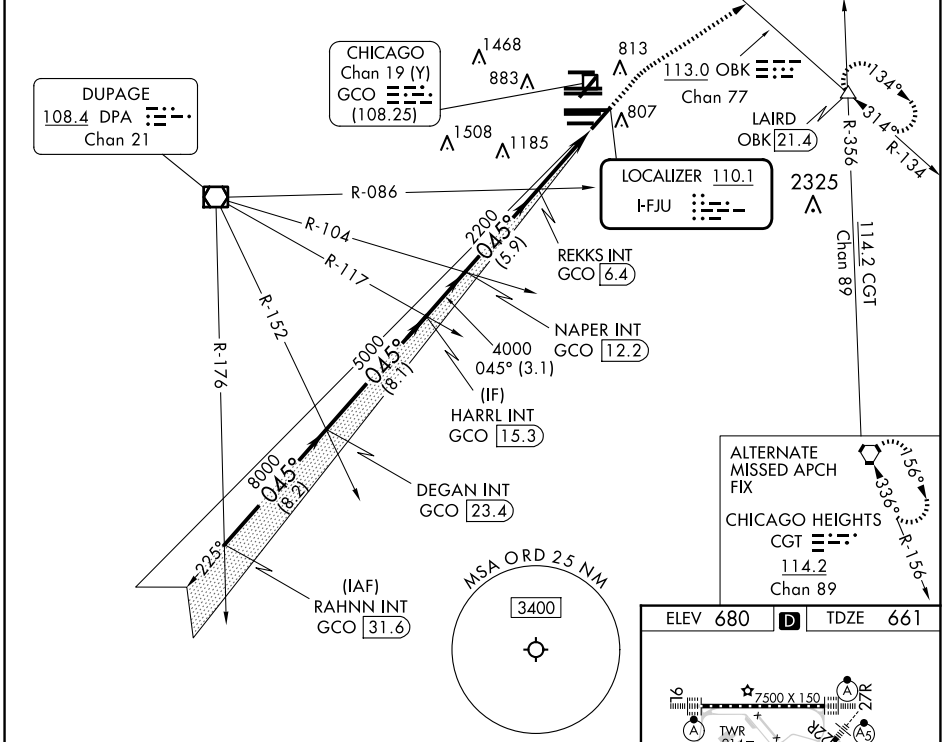 CHICAGO
Chan 19 (Y)
GCO
(108.25)
1468
883
813
113.0 OBK
Chan 77
807
134°
314°
R-134
LAIRD
OBK 21.4
DUPAGE
108.4 DPA
Chan 21
1508
1185
LOCALIZER 110.1
I-FJU
2325
R-356
114.2 CGT
Chan 89
R-086
R-104
R-117
R-152
R-176
2200
045°
(5.9)
REKKS INT
GCO 6.4
NAPER INT
GCO 12.2
4000
045° (3.1)
5000
045°
(8.1)
(IF)
HARRL INT
GCO 15.3
8000
045°
(8.2)
DEGAN INT
GCO 23.4
225°
(IAF)
RAHNN INT
GCO 31.6
MSA ORD 25 NM
3400
ALTERNATE
MISSED APCH
FIX
156°
336°
R-156
CHICAGO HEIGHTS
CGT
114.2
Chan 89
ELEV 680 D TDZE 661
7500 X 150
A
27R
A
TWR
22R
A5